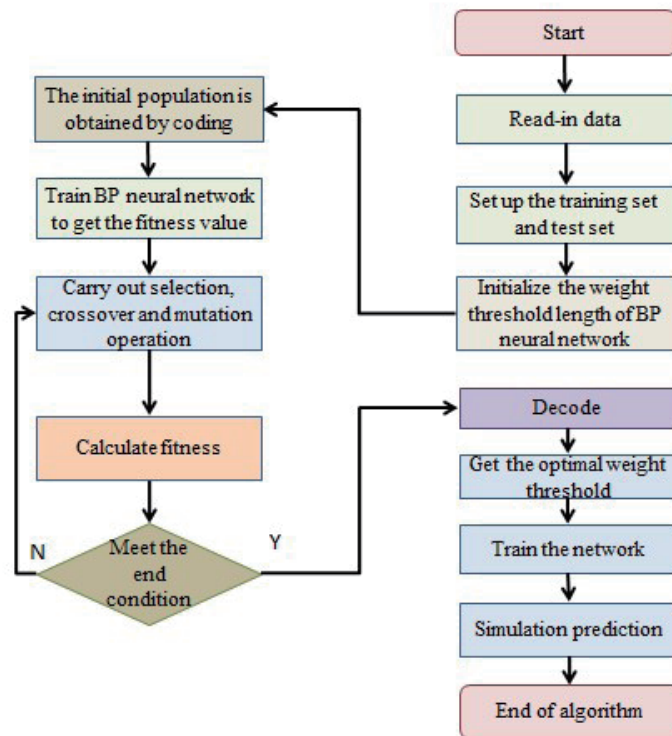 Start
Read-in data
Set up the training set
and test set
Initialize the weight
threshold length of BP
neural network
The initial population is
obtained by coding
Train BP neural network
to get the fitness value
Carry out selection,
crossover and mutation
operation
Calculate fitness
Meet the
end
condition
N
Y
Decode
Get the optimal weight
threshold
Train the network
Simulation prediction
End of algorithm